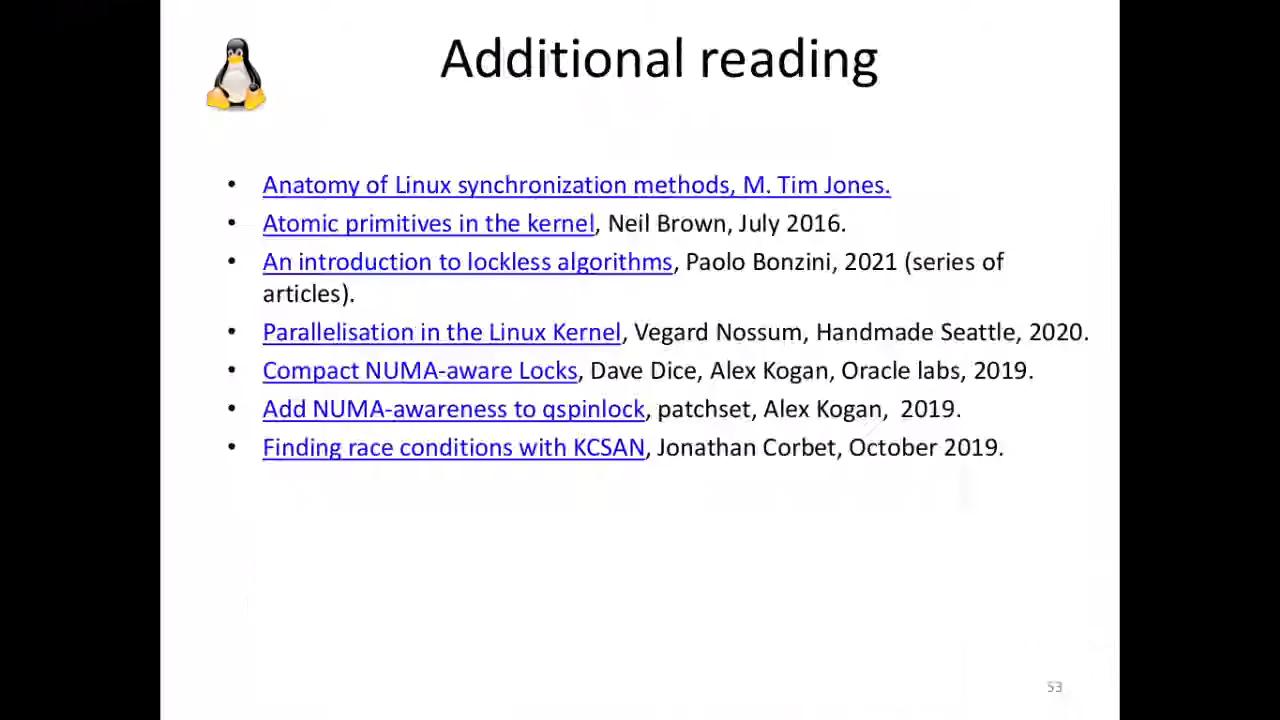 Additional reading
• Anatomy of Linux synchronization methods, M. Tim Jones.
• Atomic primitives in the kernel, Neil Brown, July 2016.
• An introduction to lockless algorithms, Paolo Bonzini, 2021 (series of
articles).
• Parallelisation in the Linux Kernel, Vegard Nossum, Handmade Seattle, 2020.
• Compact NUMA-aware Locks, Dave Dice, Alex Kogan, Oracle labs, 2019.
• Add NUMA-awareness to qspinlock, patchset, Alex Kogan,  2019.
• Finding race conditions with KCSAN, Jonathan Corbet, October 2019.
53